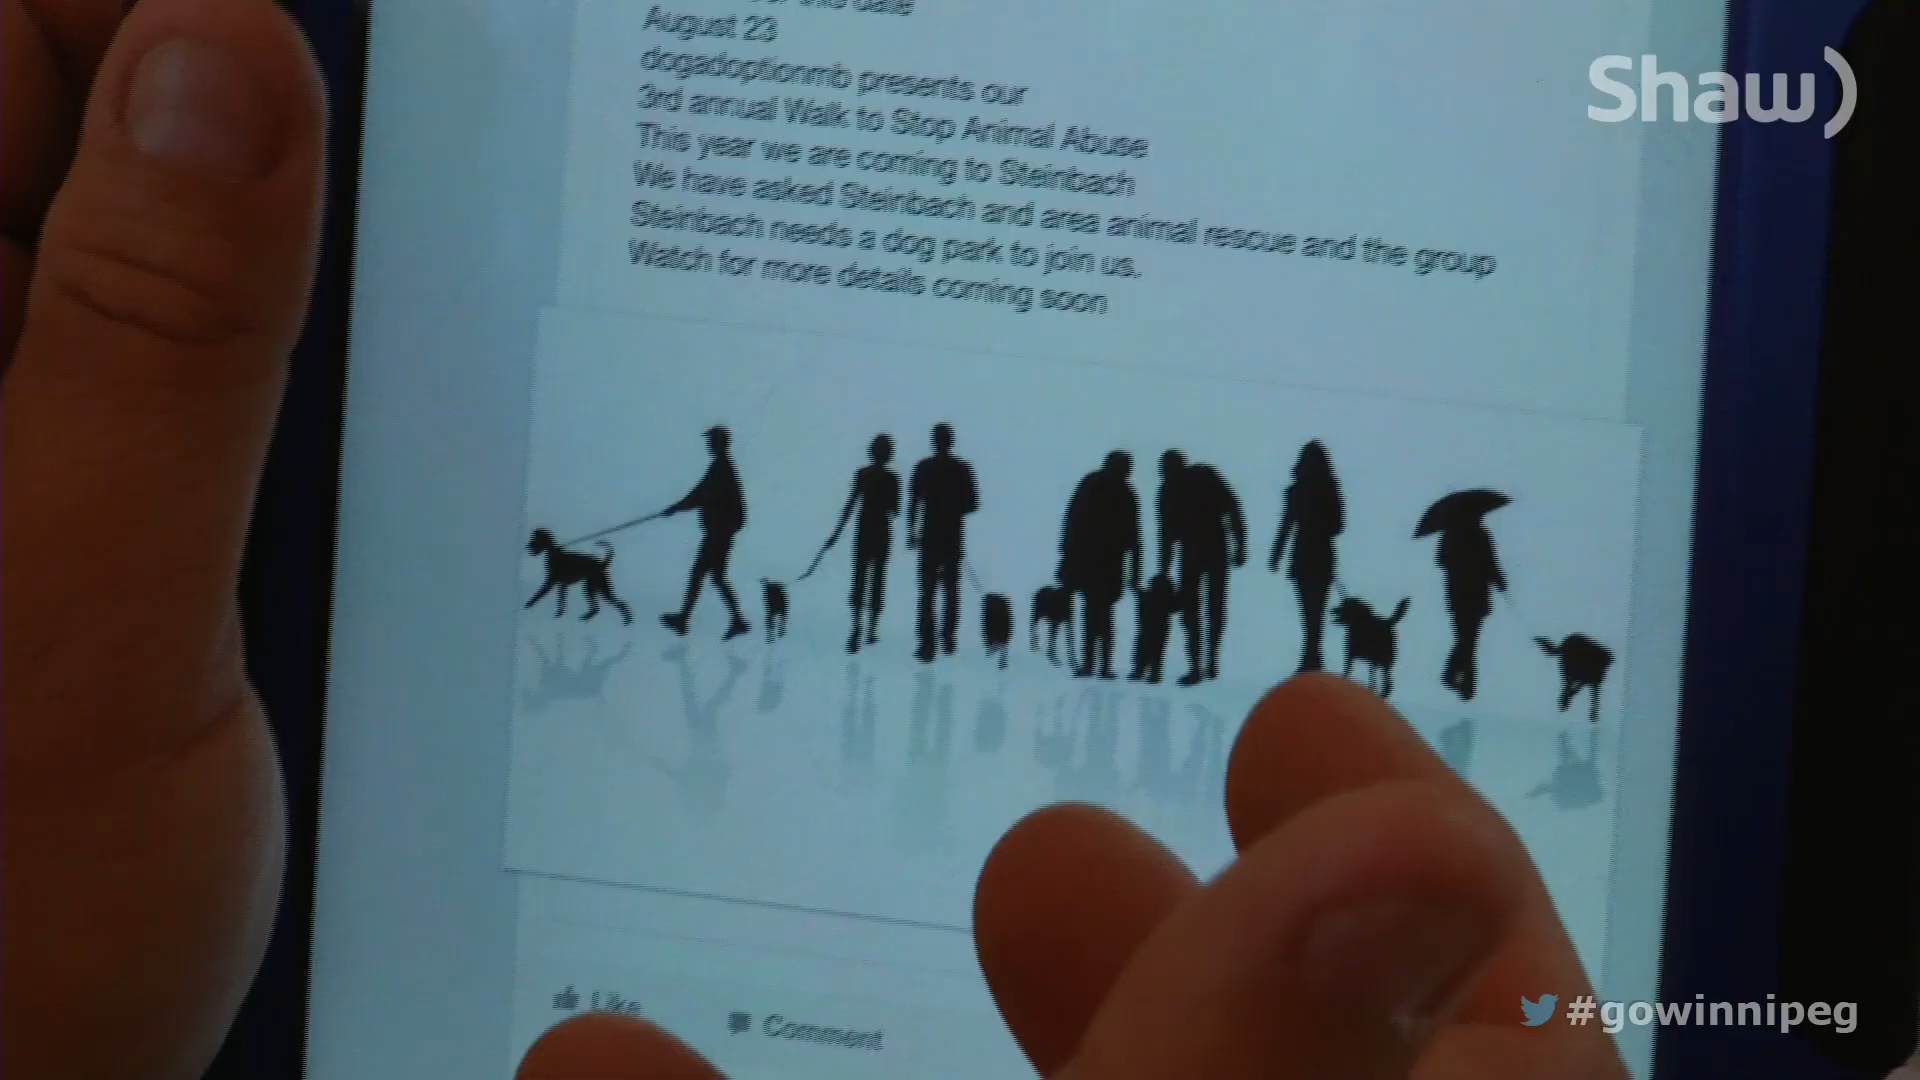 this date
August 23
dogadoptionmb presents our
3rd annual Walk to Stop Animal Abuse
This year we are coming to Steinbach
We have asked Steinbach and area animal rescue and the group
Steinbach needs a dog park to join us.
Watch for more details coming soon
Like
Comment
Shaw)
#gowinnipeg